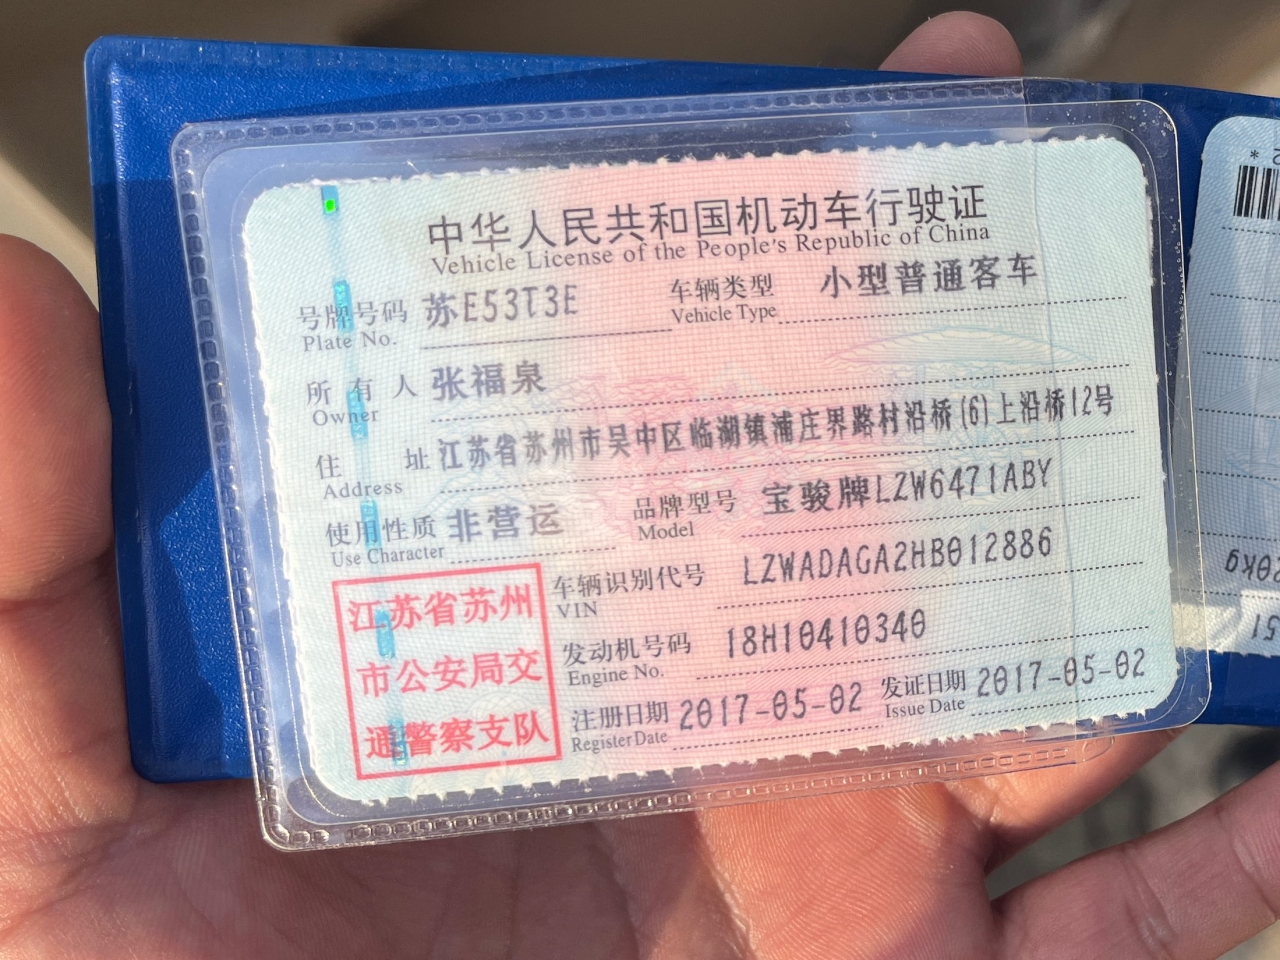 中华人民共和国机动车行驶证
Vehicle License of the People's Republic of China
号牌号码 苏E53T3E 车辆类型 小型普通客车
Plate No. Vehicle Type
所有人 张福泉
Owner
住址 江苏省苏州市吴中区临湖镇浦庄界路村沿桥(6)上沿桥12号
Address
使用性质 非营运 品牌型号 宝骏牌LZW6471ABY
Use Character Model
车辆识别代号 LZWADAGA2HB012886
VIN
发动机号码 18H10410340
Engine No.
注册日期 2017-05-02 发证日期 2017-05-02
Register Date Issue Date
江苏省苏州
市公安局交
通警察支队